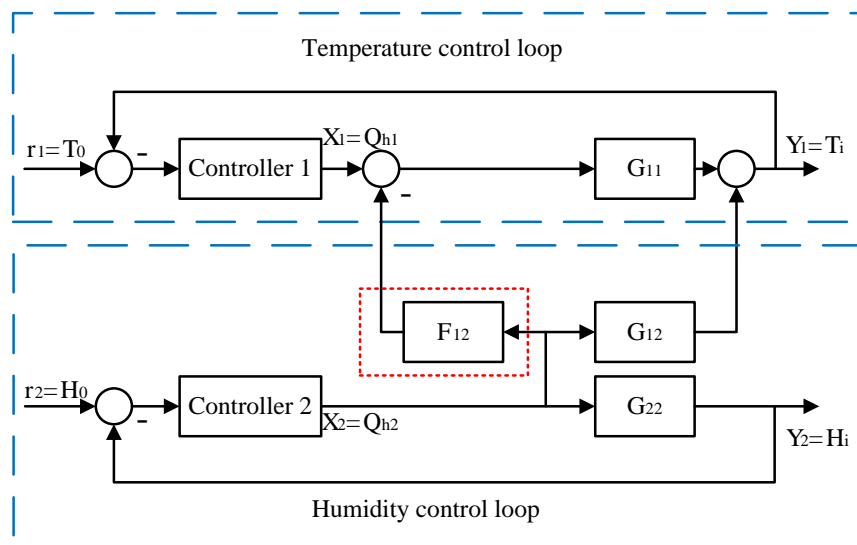 Temperature control loop
r1=T0
-
Controller 1
X1=Qh1
-
G11
Y1=Ti
F12
G12
r2=H0
-
Controller 2
X2=Qh2
G22
Y2=Hi
Humidity control loop